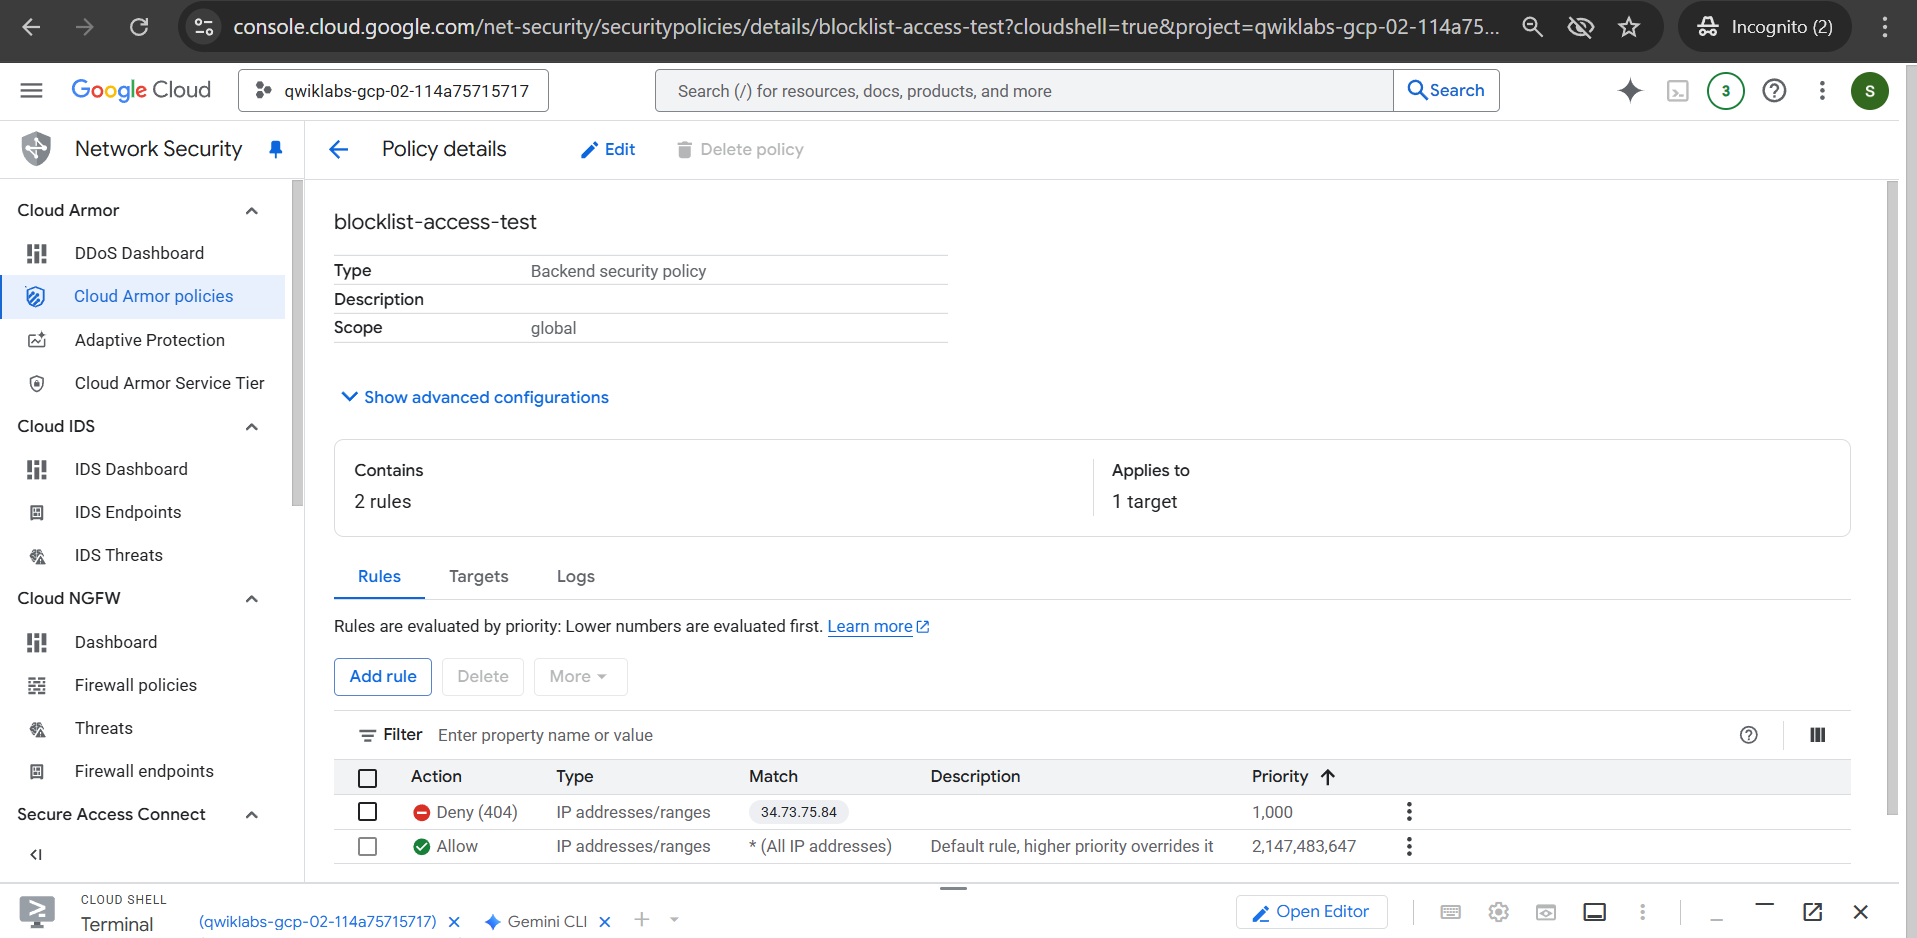 console.cloud.google.com/net-security/securitypolicies/details/blocklist-access-test?cloudshell=true&project=qwiklabs-gcp-02-114a75...
Incognito (2)
Google Cloud
qwiklabs-gcp-02-114a75715717
Search (/) for resources, docs, products, and more
Search
3
S
Network Security
Policy details
Edit
Delete policy
Cloud Armor
DDoS Dashboard
Cloud Armor policies
Adaptive Protection
Cloud Armor Service Tier
Cloud IDS
IDS Dashboard
IDS Endpoints
IDS Threats
Cloud NGFW
Dashboard
Firewall policies
Threats
Firewall endpoints
Secure Access Connect
blocklist-access-test
Type Backend security policy
Description
Scope global
Show advanced configurations
Contains
2 rules
Applies to
1 target
Rules Targets Logs
Rules are evaluated by priority: Lower numbers are evaluated first. Learn more
Add rule Delete More
Filter Enter property name or value
Action Type Match Description Priority
Deny (404) IP addresses/ranges 34.73.75.84 1,000
Allow IP addresses/ranges * (All IP addresses) Default rule, higher priority overrides it 2,147,483,647
CLOUD SHELL
Terminal
(qwiklabs-gcp-02-114a75715717)
Gemini CLI
Open Editor